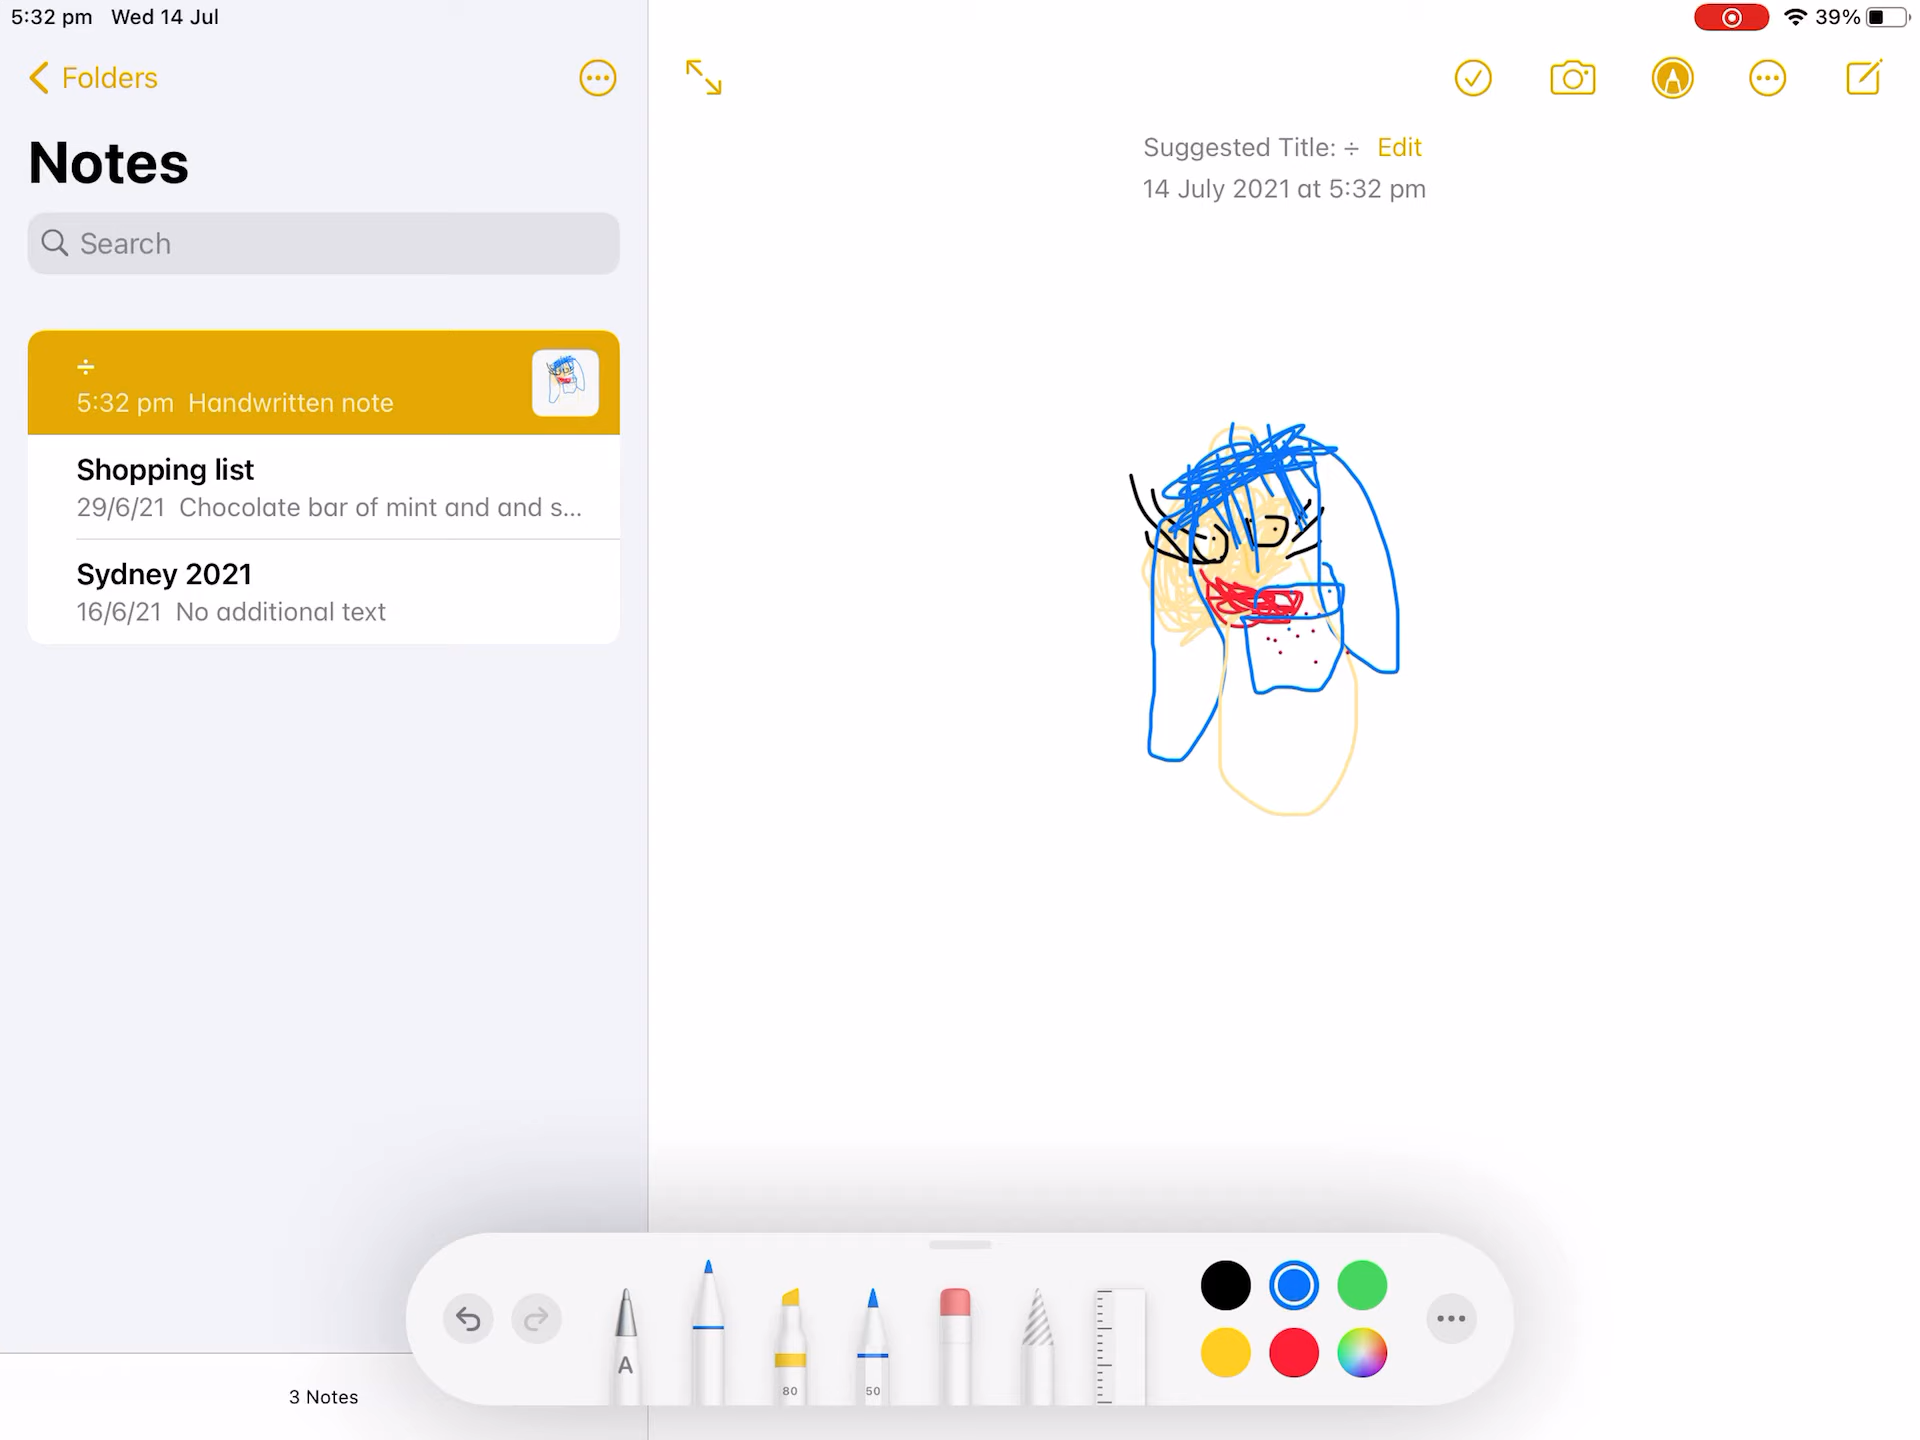 5:32 pm Wed 14 Jul
39%
Folders
Notes
Search
÷
5:32 pm Handwritten note
Shopping list
29/6/21 Chocolate bar of mint and and s...
Sydney 2021
16/6/21 No additional text
3 Notes
Suggested Title: ÷ Edit
14 July 2021 at 5:32 pm
A
80
50